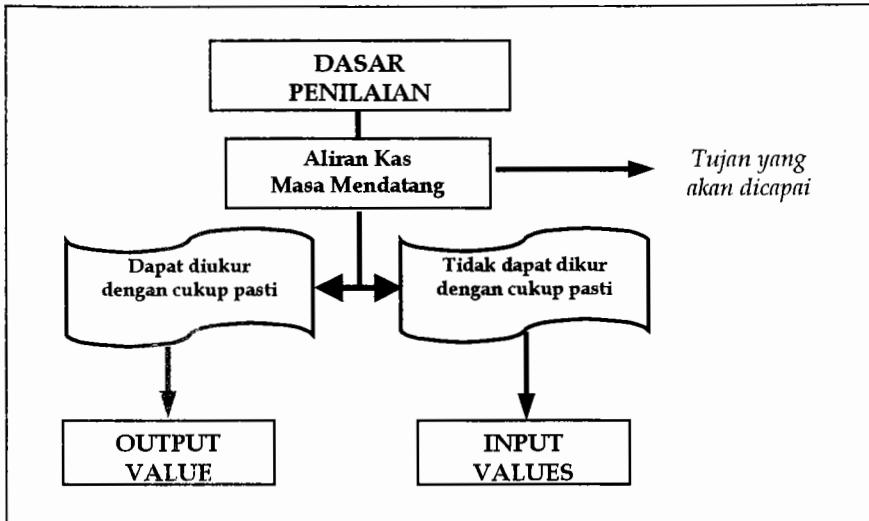 DASAR
PENILAIAN
Aliran Kas
Masa Mendatang
Tujan yang
akan dicapai
Dapat diukur
dengan cukup pasti
Tidak dapat dikur
dengan cukup pasti
OUTPUT
VALUE
INPUT
VALUES